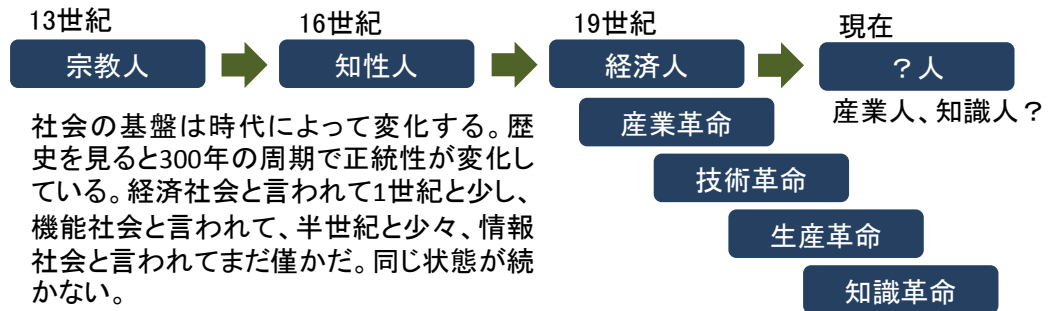 13世紀
16世紀
19世紀
現在
宗教人
知性人
経済人
？人
産業人、知識人？
産業革命
技術革命
生産革命
知識革命
社会の基盤は時代によって変化する。歴
史を見ると300年の周期で正統性が変化し
ている。経済社会と言われて1世紀と少し、
機能社会と言われて、半世紀と少々、情報
社会と言われてまだ僅かだ。同じ状態が続
かない。